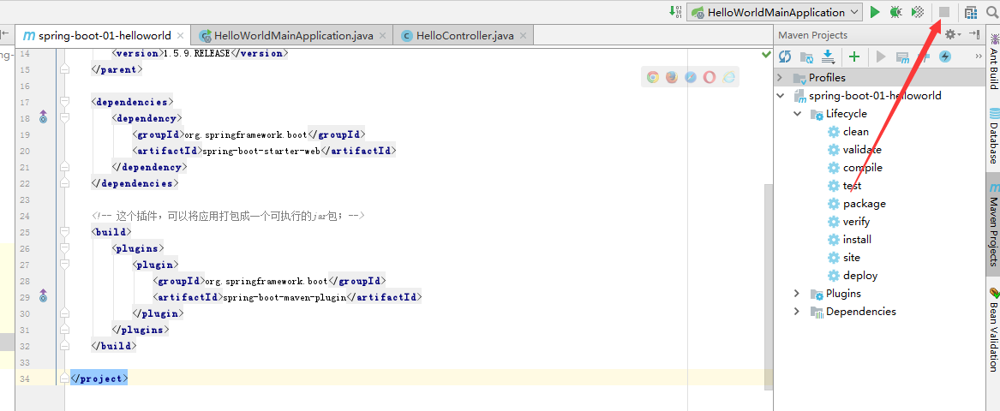 HelloWorldMainApplication
spring-boot-01-helloworld
HelloWorldMainApplication.java
HelloController.java
Maven Projects
14 <version>1.5.9.RELEASE</version>
15 </parent>
16
17 <dependencies>
18 <dependency>
19 <groupId>org.springframework.boot</groupId>
20 <artifactId>spring-boot-starter-web</artifactId>
21 </dependency>
22 </dependencies>
23
24 <!-- 这个插件，可以将应用打包成一个可执行的jar包；-->
25 <build>
26 <plugins>
27 <plugin>
28 <groupId>org.springframework.boot</groupId>
29 <artifactId>spring-boot-maven-plugin</artifactId>
30 </plugin>
31 </plugins>
32 </build>
33
34 </project>
Profiles
spring-boot-01-helloworld
Lifecycle
clean
validate
compile
test
package
verify
install
site
deploy
Plugins
Dependencies
Ant Build
Database
Maven Projects
Bean Validation